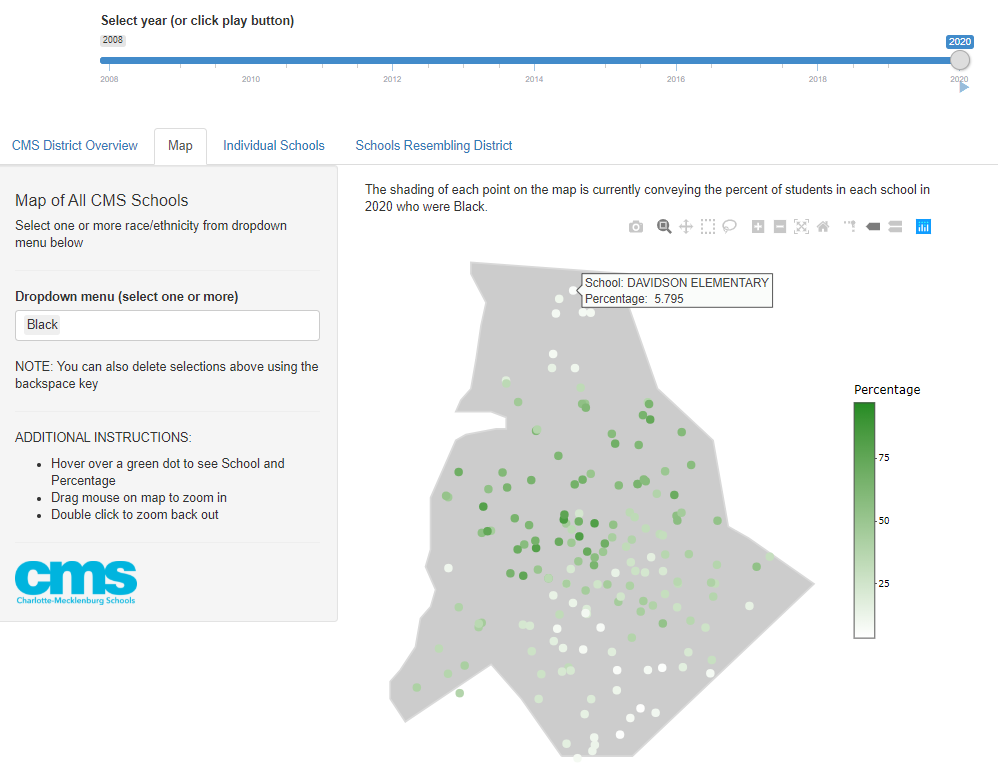 Select year (or click play button)
2008
2020
2008 2010 2012 2014 2016 2018 2020
CMS District Overview Map Individual Schools Schools Resembling District
Map of All CMS Schools
Select one or more race/ethnicity from dropdown
menu below
Dropdown menu (select one or more)
Black
NOTE: You can also delete selections above using the
backspace key
ADDITIONAL INSTRUCTIONS:
• Hover over a green dot to see School and
Percentage
• Drag mouse on map to zoom in
• Double click to zoom back out
cms
Charlotte-Mecklenburg Schools
The shading of each point on the map is currently conveying the percent of students in each school in
2020 who were Black.
School: DAVIDSON ELEMENTARY
Percentage: 5.795
Percentage
75
50
25